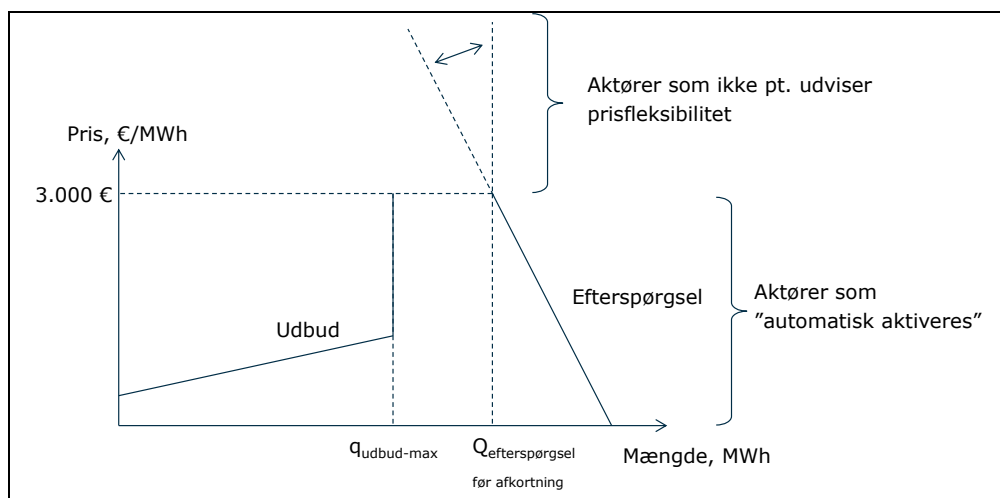 Aktører som ikke pt. udviser
prisfleksibilitet
Pris, €/MWh
3.000 €
Efterspørgsel
Aktører som
”automatisk aktiveres”
Udbud
qudbud-max
Qefterspørgsel
før afkortning
Mængde, MWh